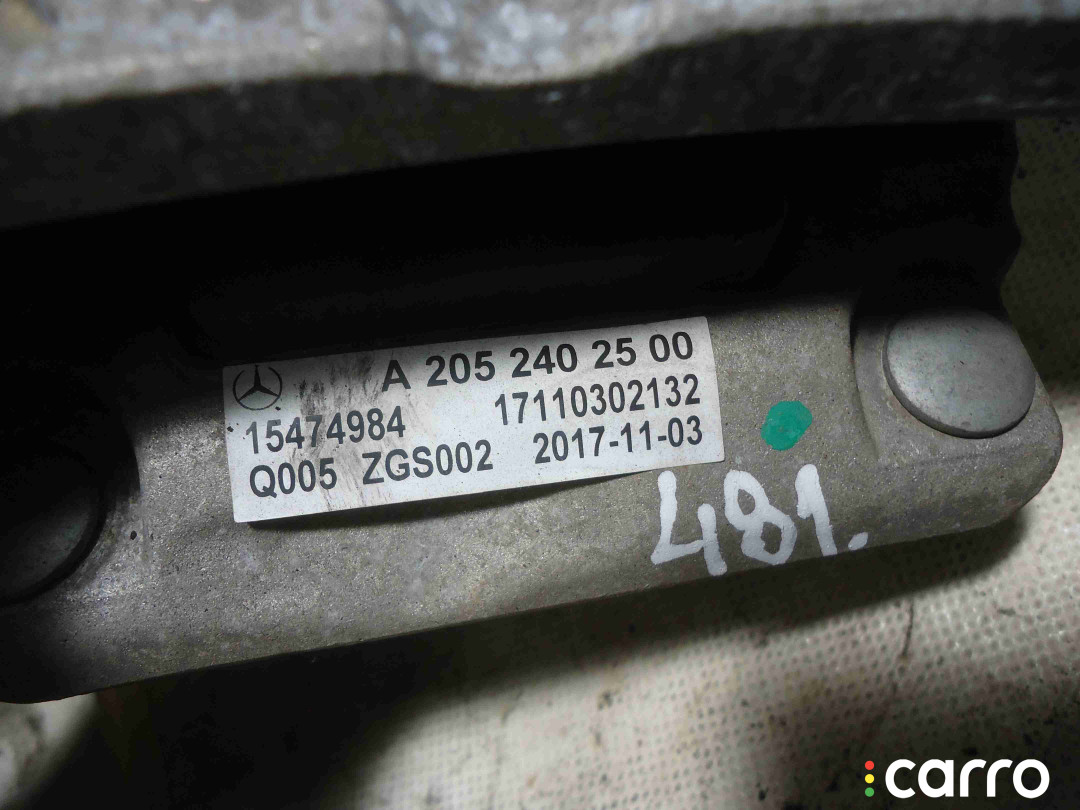 A 205 240 25 00
15474984 17110302132
Q005 ZGS002 2017-11-03
481.
carro